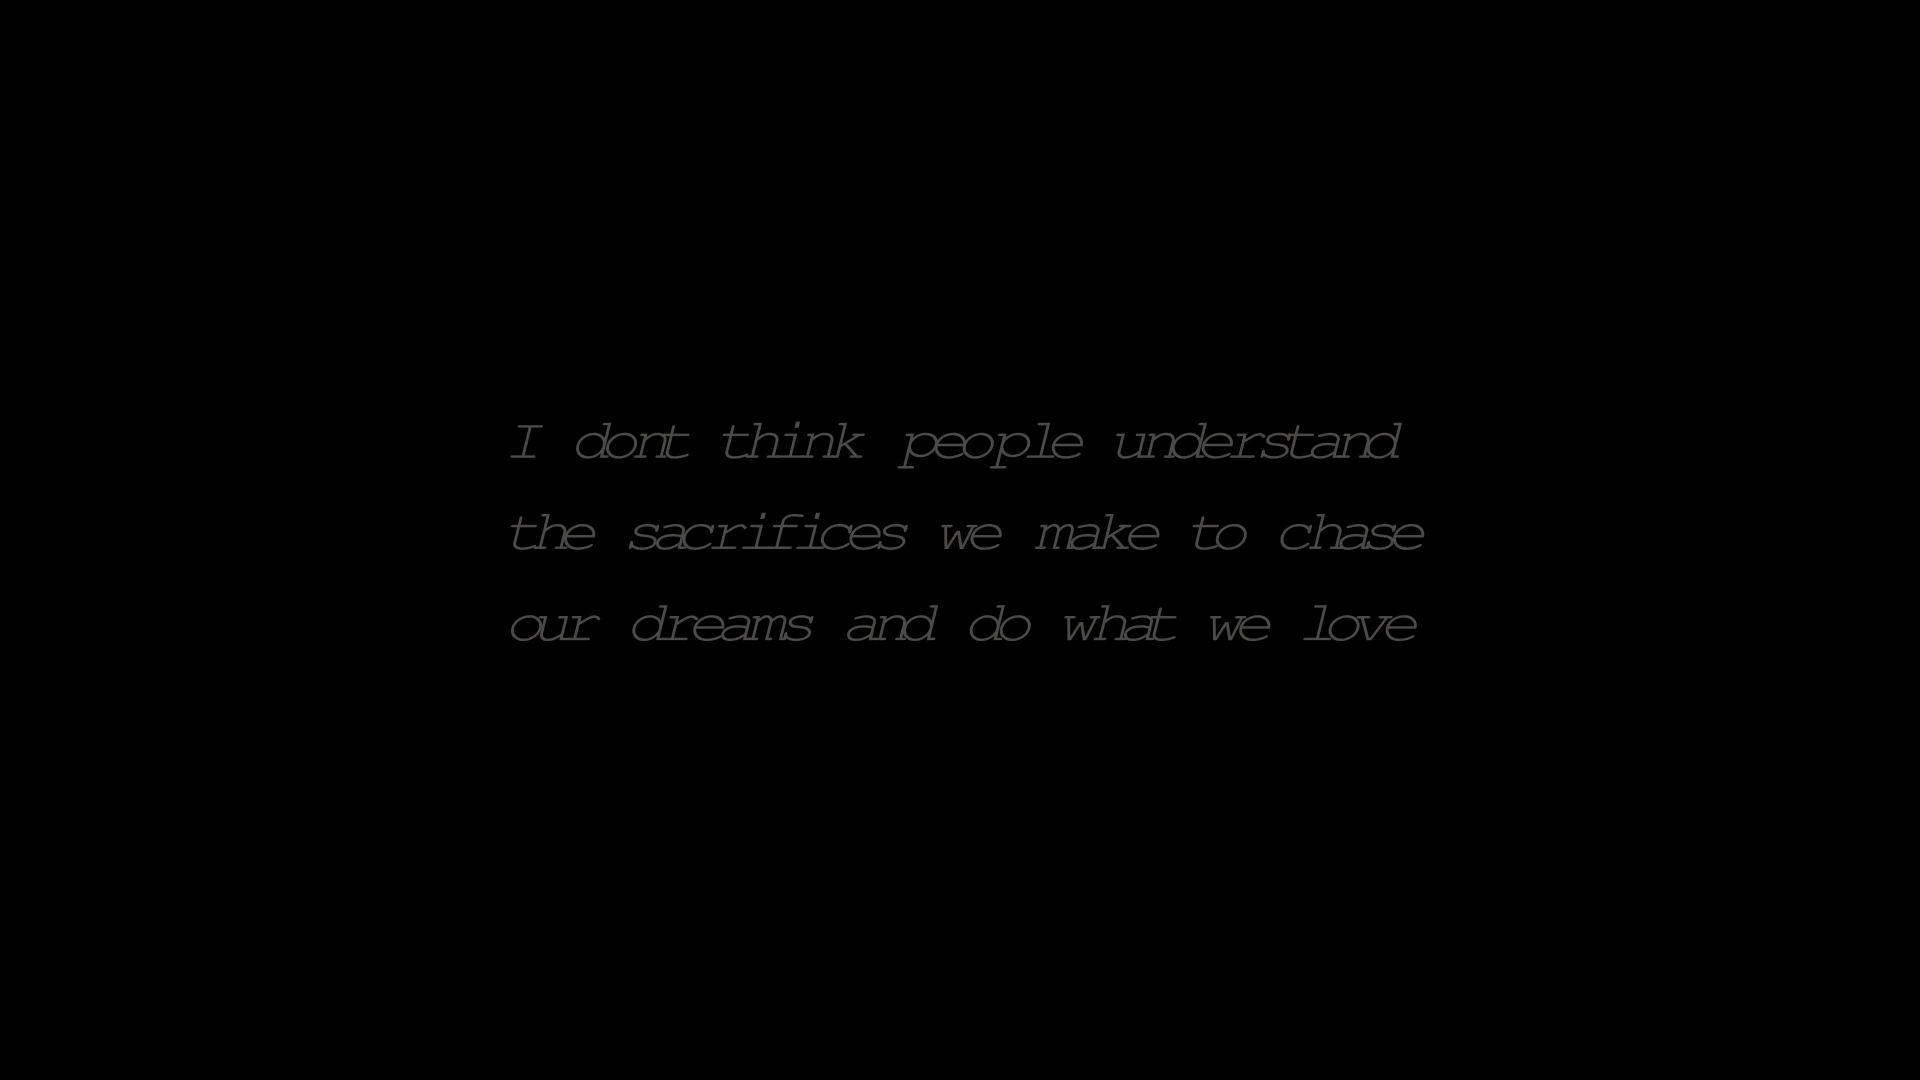 I dont think people understand
the sacrifices we make to chase
our dreams and do what we love